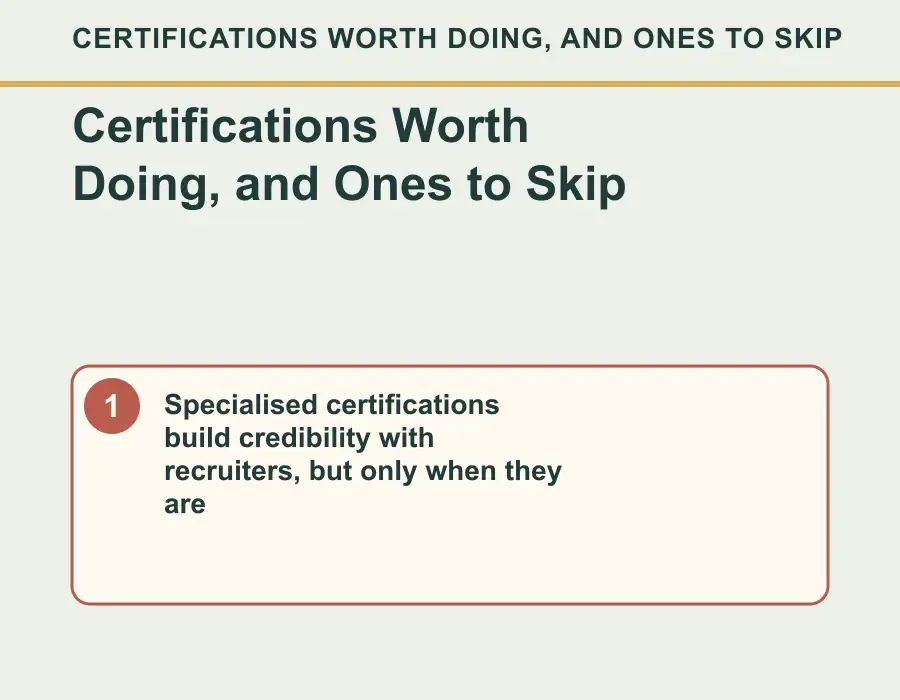 CERTIFICATIONS WORTH DOING, AND ONES TO SKIP
Certifications Worth
Doing, and Ones to Skip
1
Specialised certifications
build credibility with
recruiters, but only when they
are